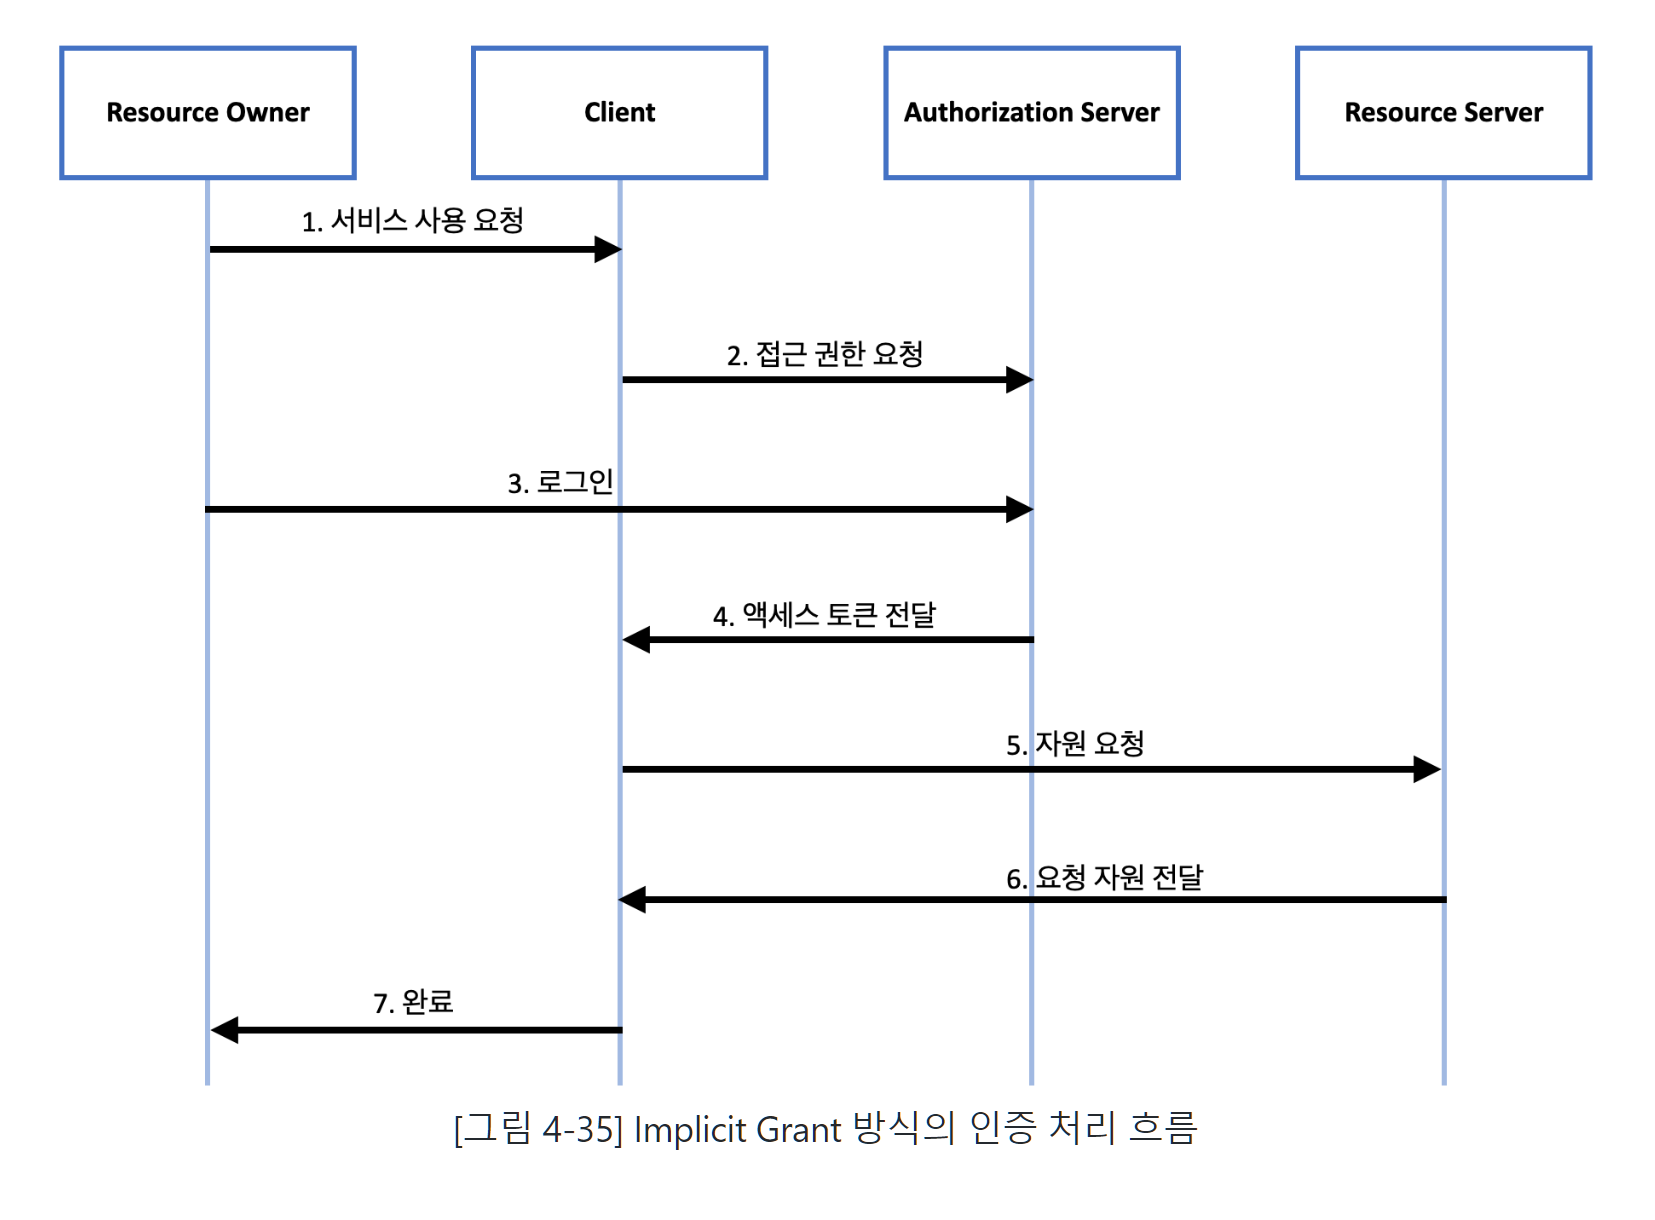 Resource Owner
Client
Authorization Server
Resource Server
1. 서비스 사용 요청
2. 접근 권한 요청
3. 로그인
4. 액세스 토큰 전달
5. 자원 요청
6. 요청 자원 전달
7. 완료
[그림 4-35] Implicit Grant 방식의 인증 처리 흐름